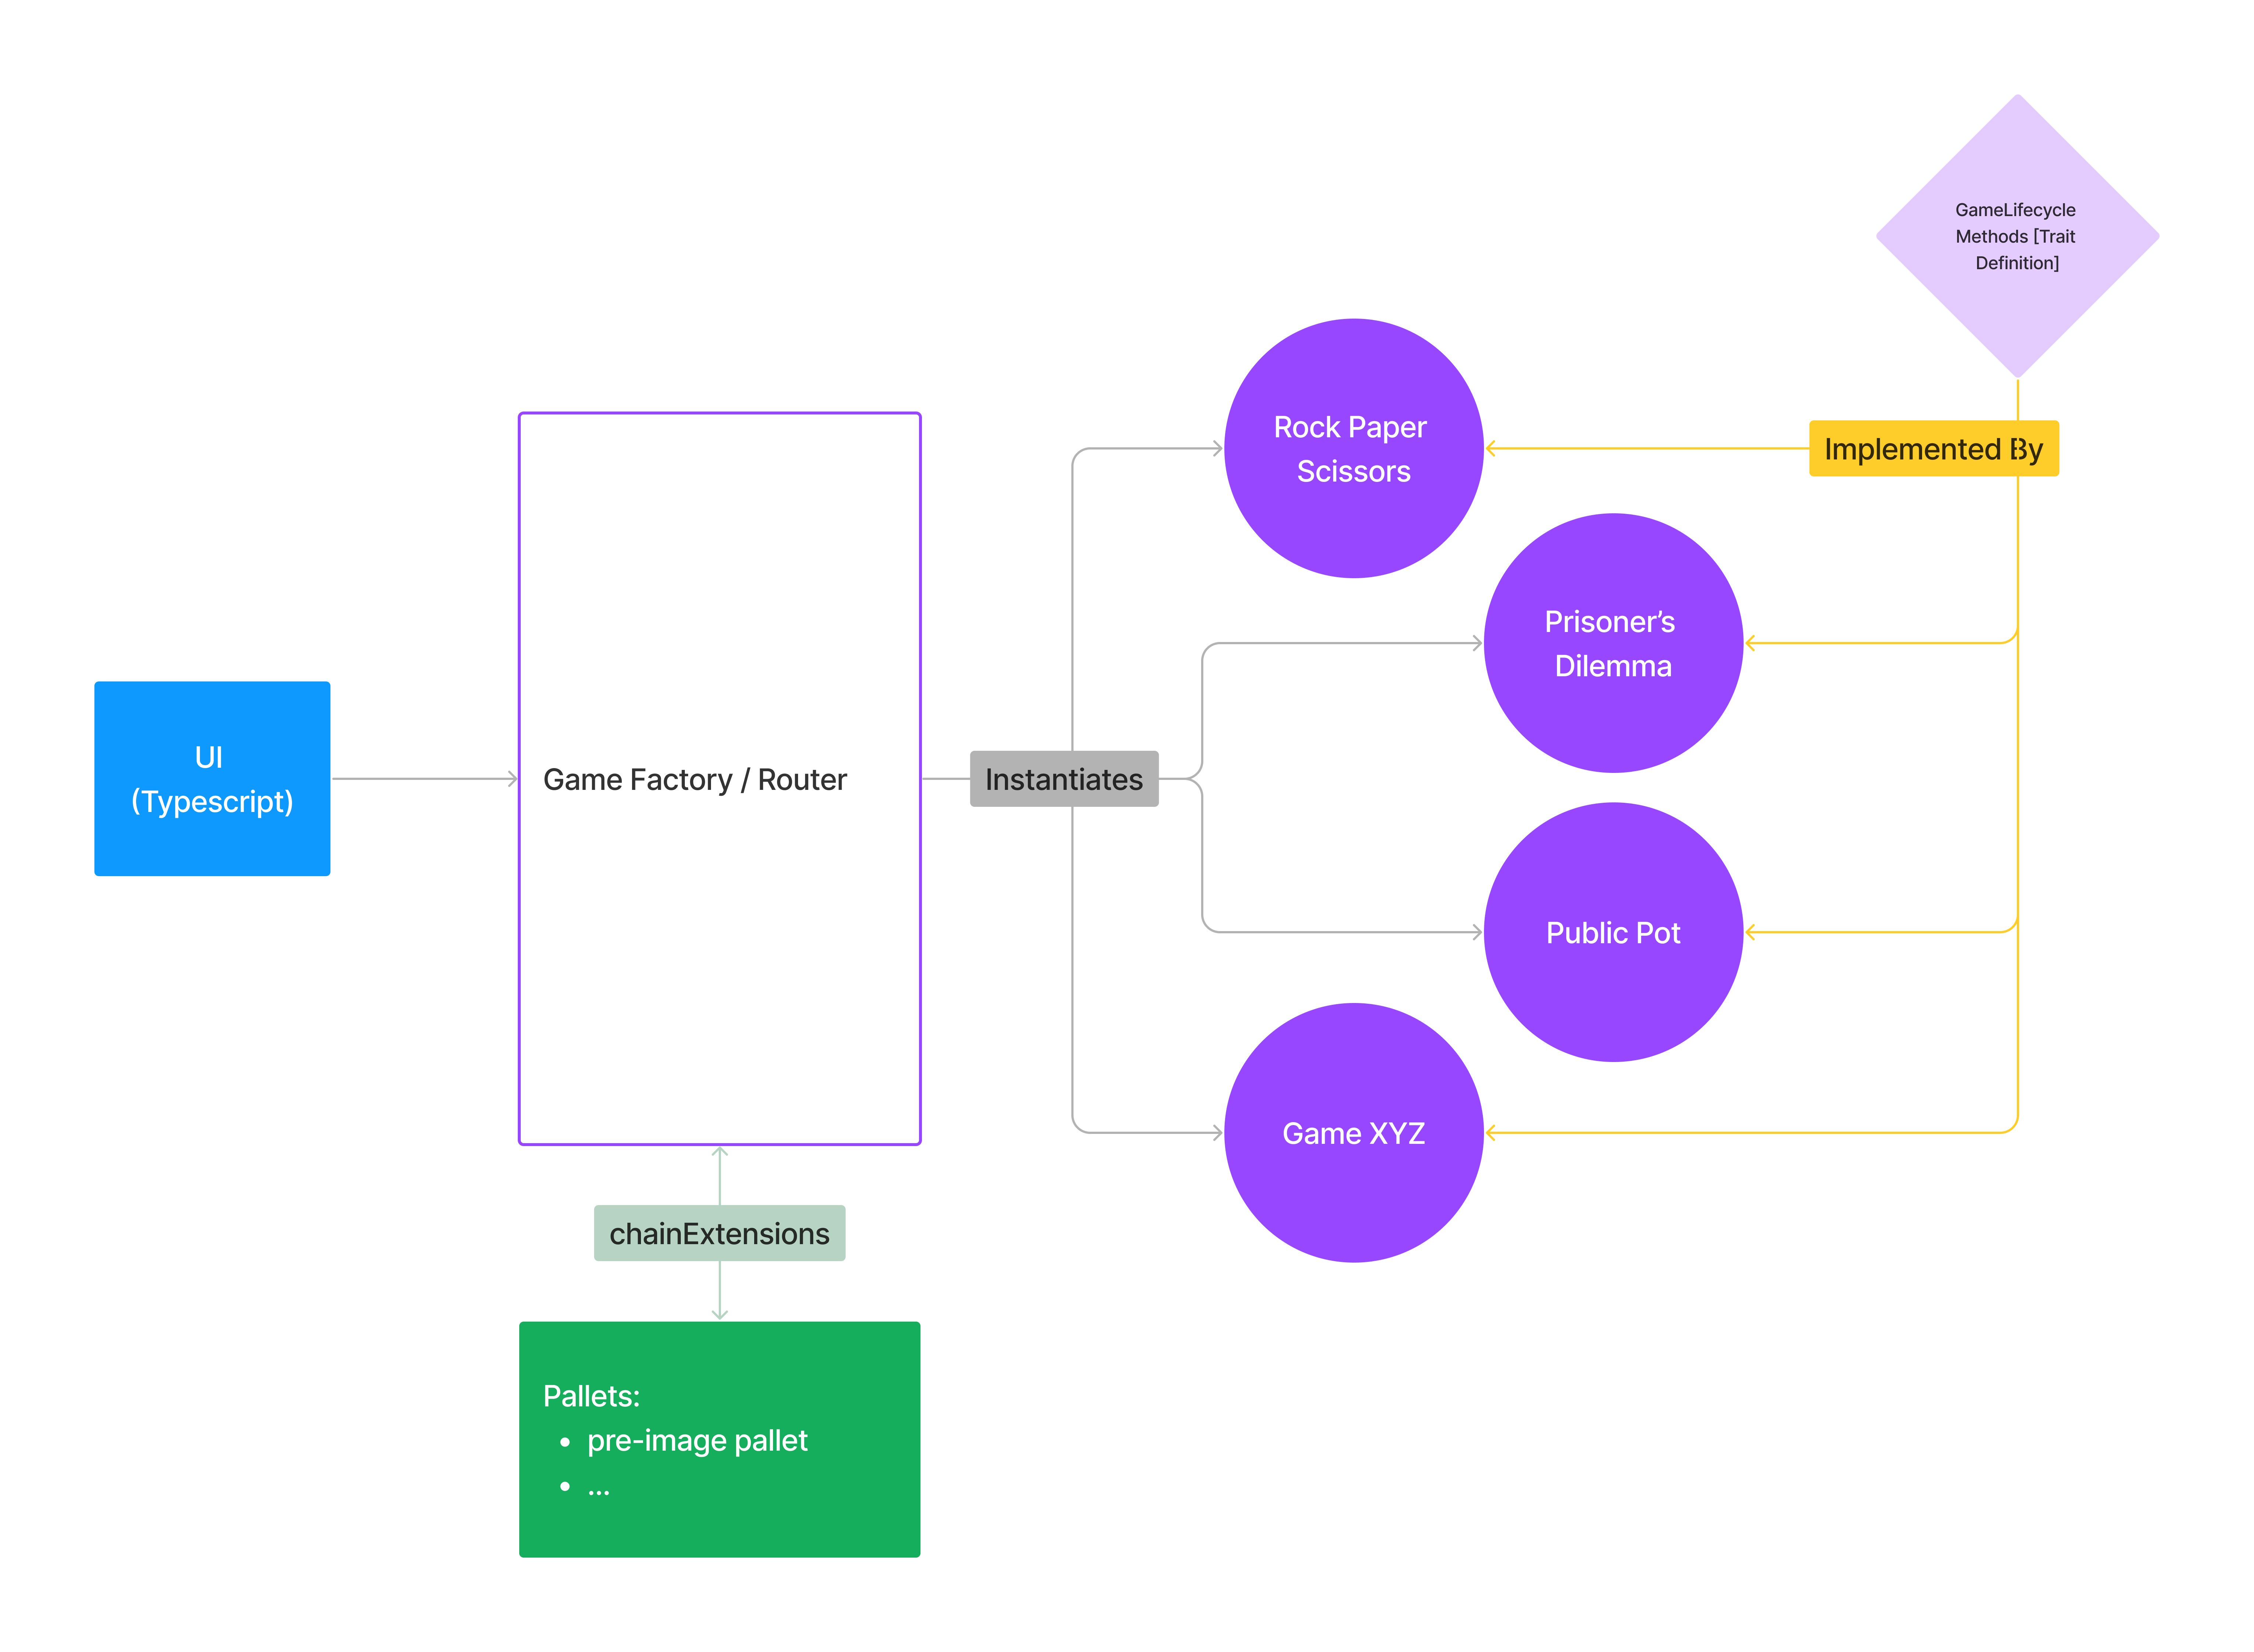 GameLifecycle
Methods [Trait
Definition]
Rock Paper
Scissors
Implemented By
Prisoner’s
Dilemma
UI
(Typescript)
Game Factory / Router
Instantiates
Public Pot
Game XYZ
chainExtensions
Pallets:
• pre-image pallet
• ...